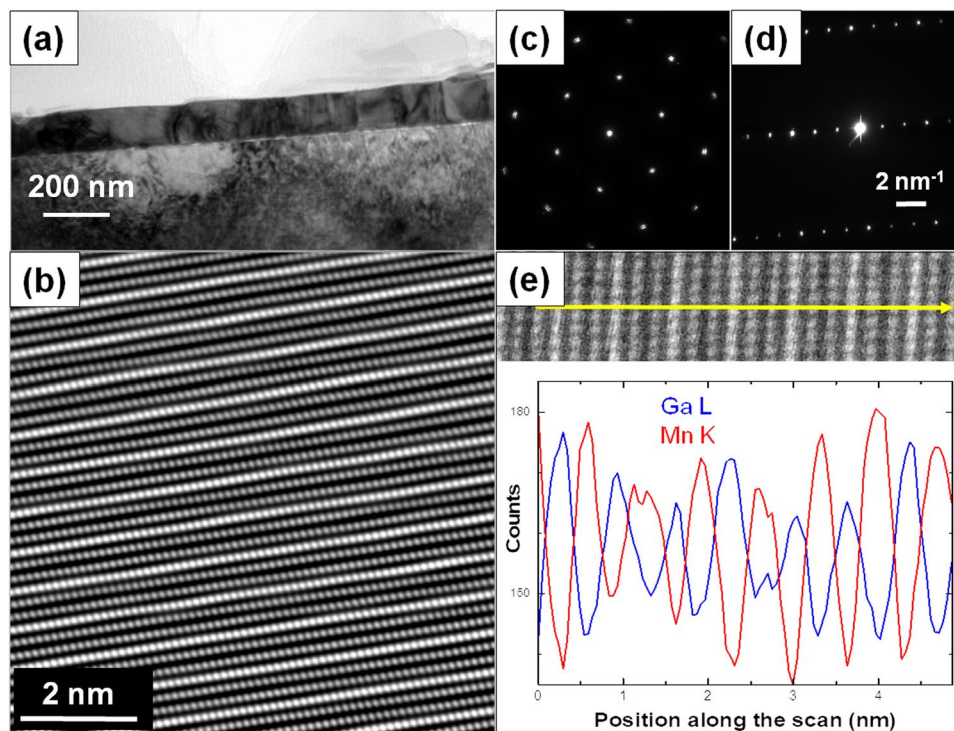 (a)
200 nm
(b)
2 nm
(c)
(d)
2 nm⁻¹
(e)
Ga L
Mn K
180
150
Counts
0 1 2 3 4
Position along the scan (nm)